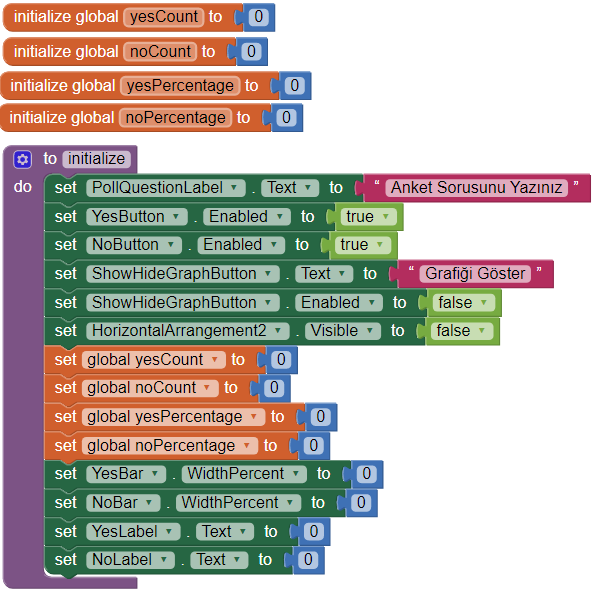 initialize global yesCount to 0
initialize global noCount to 0
initialize global yesPercentage to 0
initialize global noPercentage to 0
to initialize
do set PollQuestionLabel . Text to " Anket Sorusunu Yazınız "
set YesButton . Enabled to true
set NoButton . Enabled to true
set ShowHideGraphButton . Text to " Grafiği Göster "
set ShowHideGraphButton . Enabled to false
set HorizontalArrangement2 . Visible to false
set global yesCount to 0
set global noCount to 0
set global yesPercentage to 0
set global noPercentage to 0
set YesBar . WidthPercent to 0
set NoBar . WidthPercent to 0
set YesLabel . Text to 0
set NoLabel . Text to 0